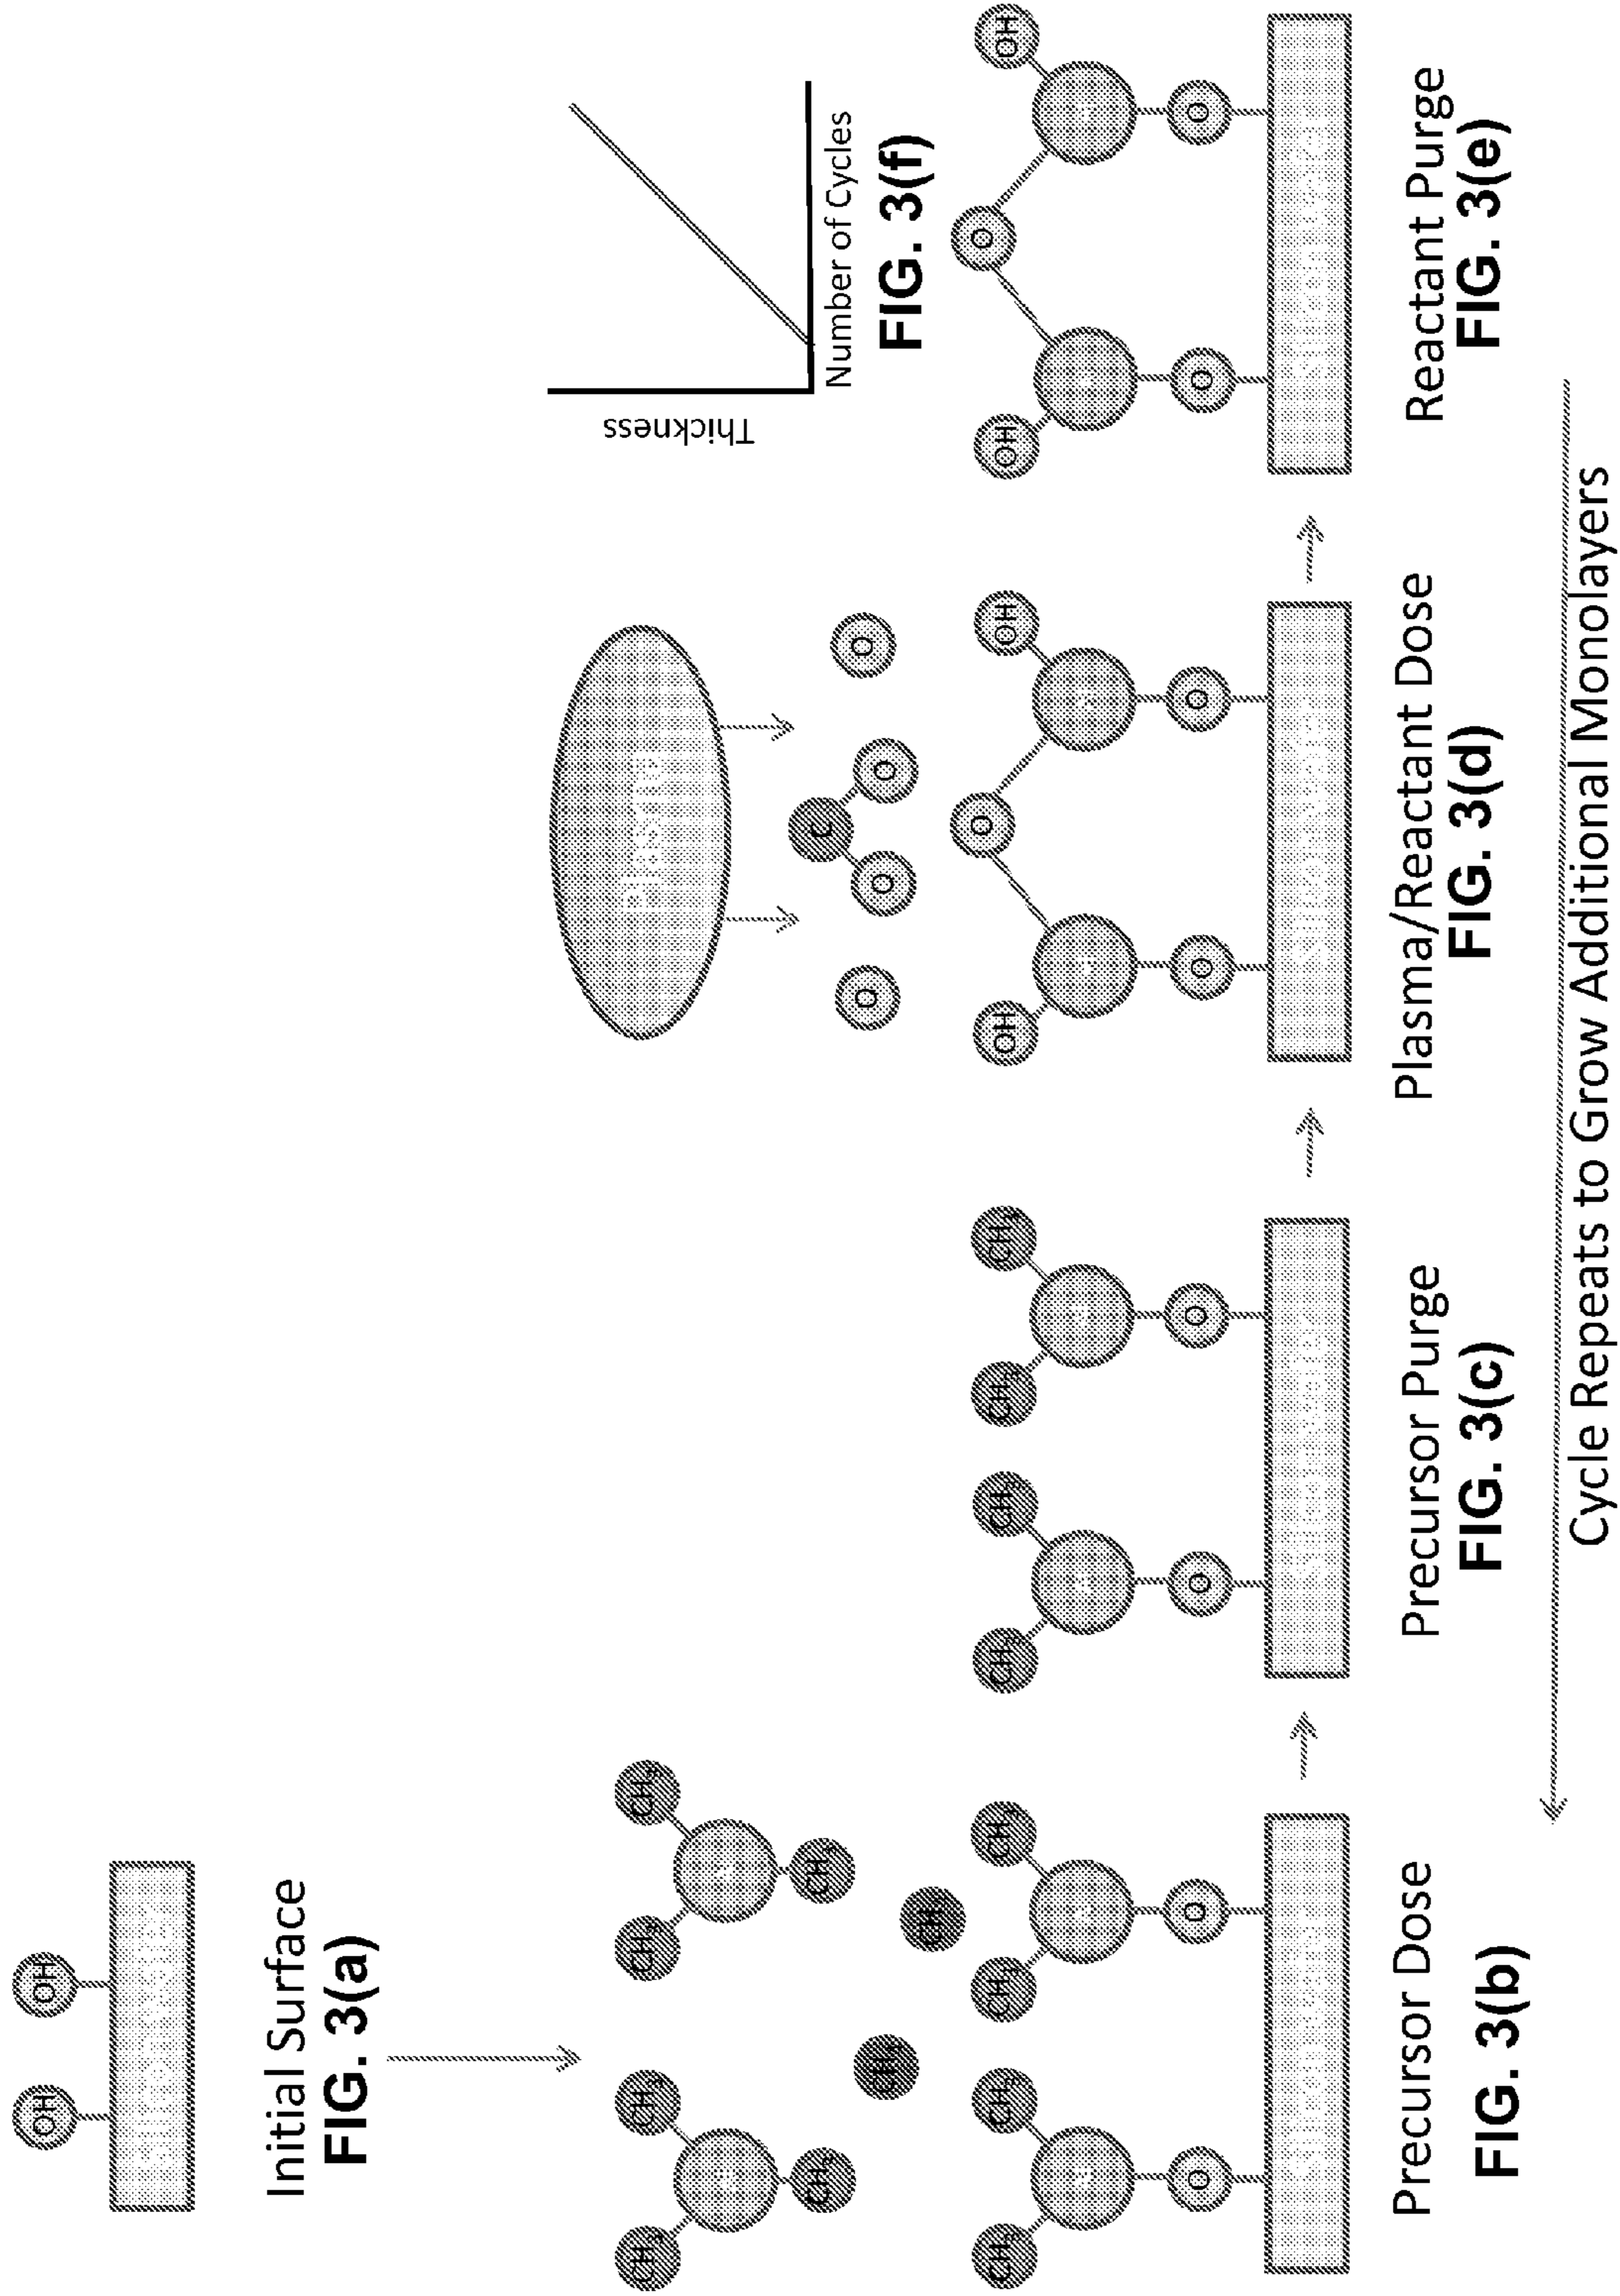 OH OH
Initial Surface
FIG. 3(a)
CH₃ CH₃ CH₃ CH₃
CH₃ CH₃
CH₃ CH₃ CH₃ CH₃
O O
Precursor Dose
FIG. 3(b)
CH₃ CH₃ CH₃ CH₃
O O
Precursor Purge
FIG. 3(c)
C
O O O O
O
OH OH
O O
Plasma/Reactant Dose
FIG. 3(d)
Thickness
Number of Cycles
FIG. 3(f)
O
OH OH
O O
Reactant Purge
FIG. 3(e)
Cycle Repeats to Grow Additional Monolayers